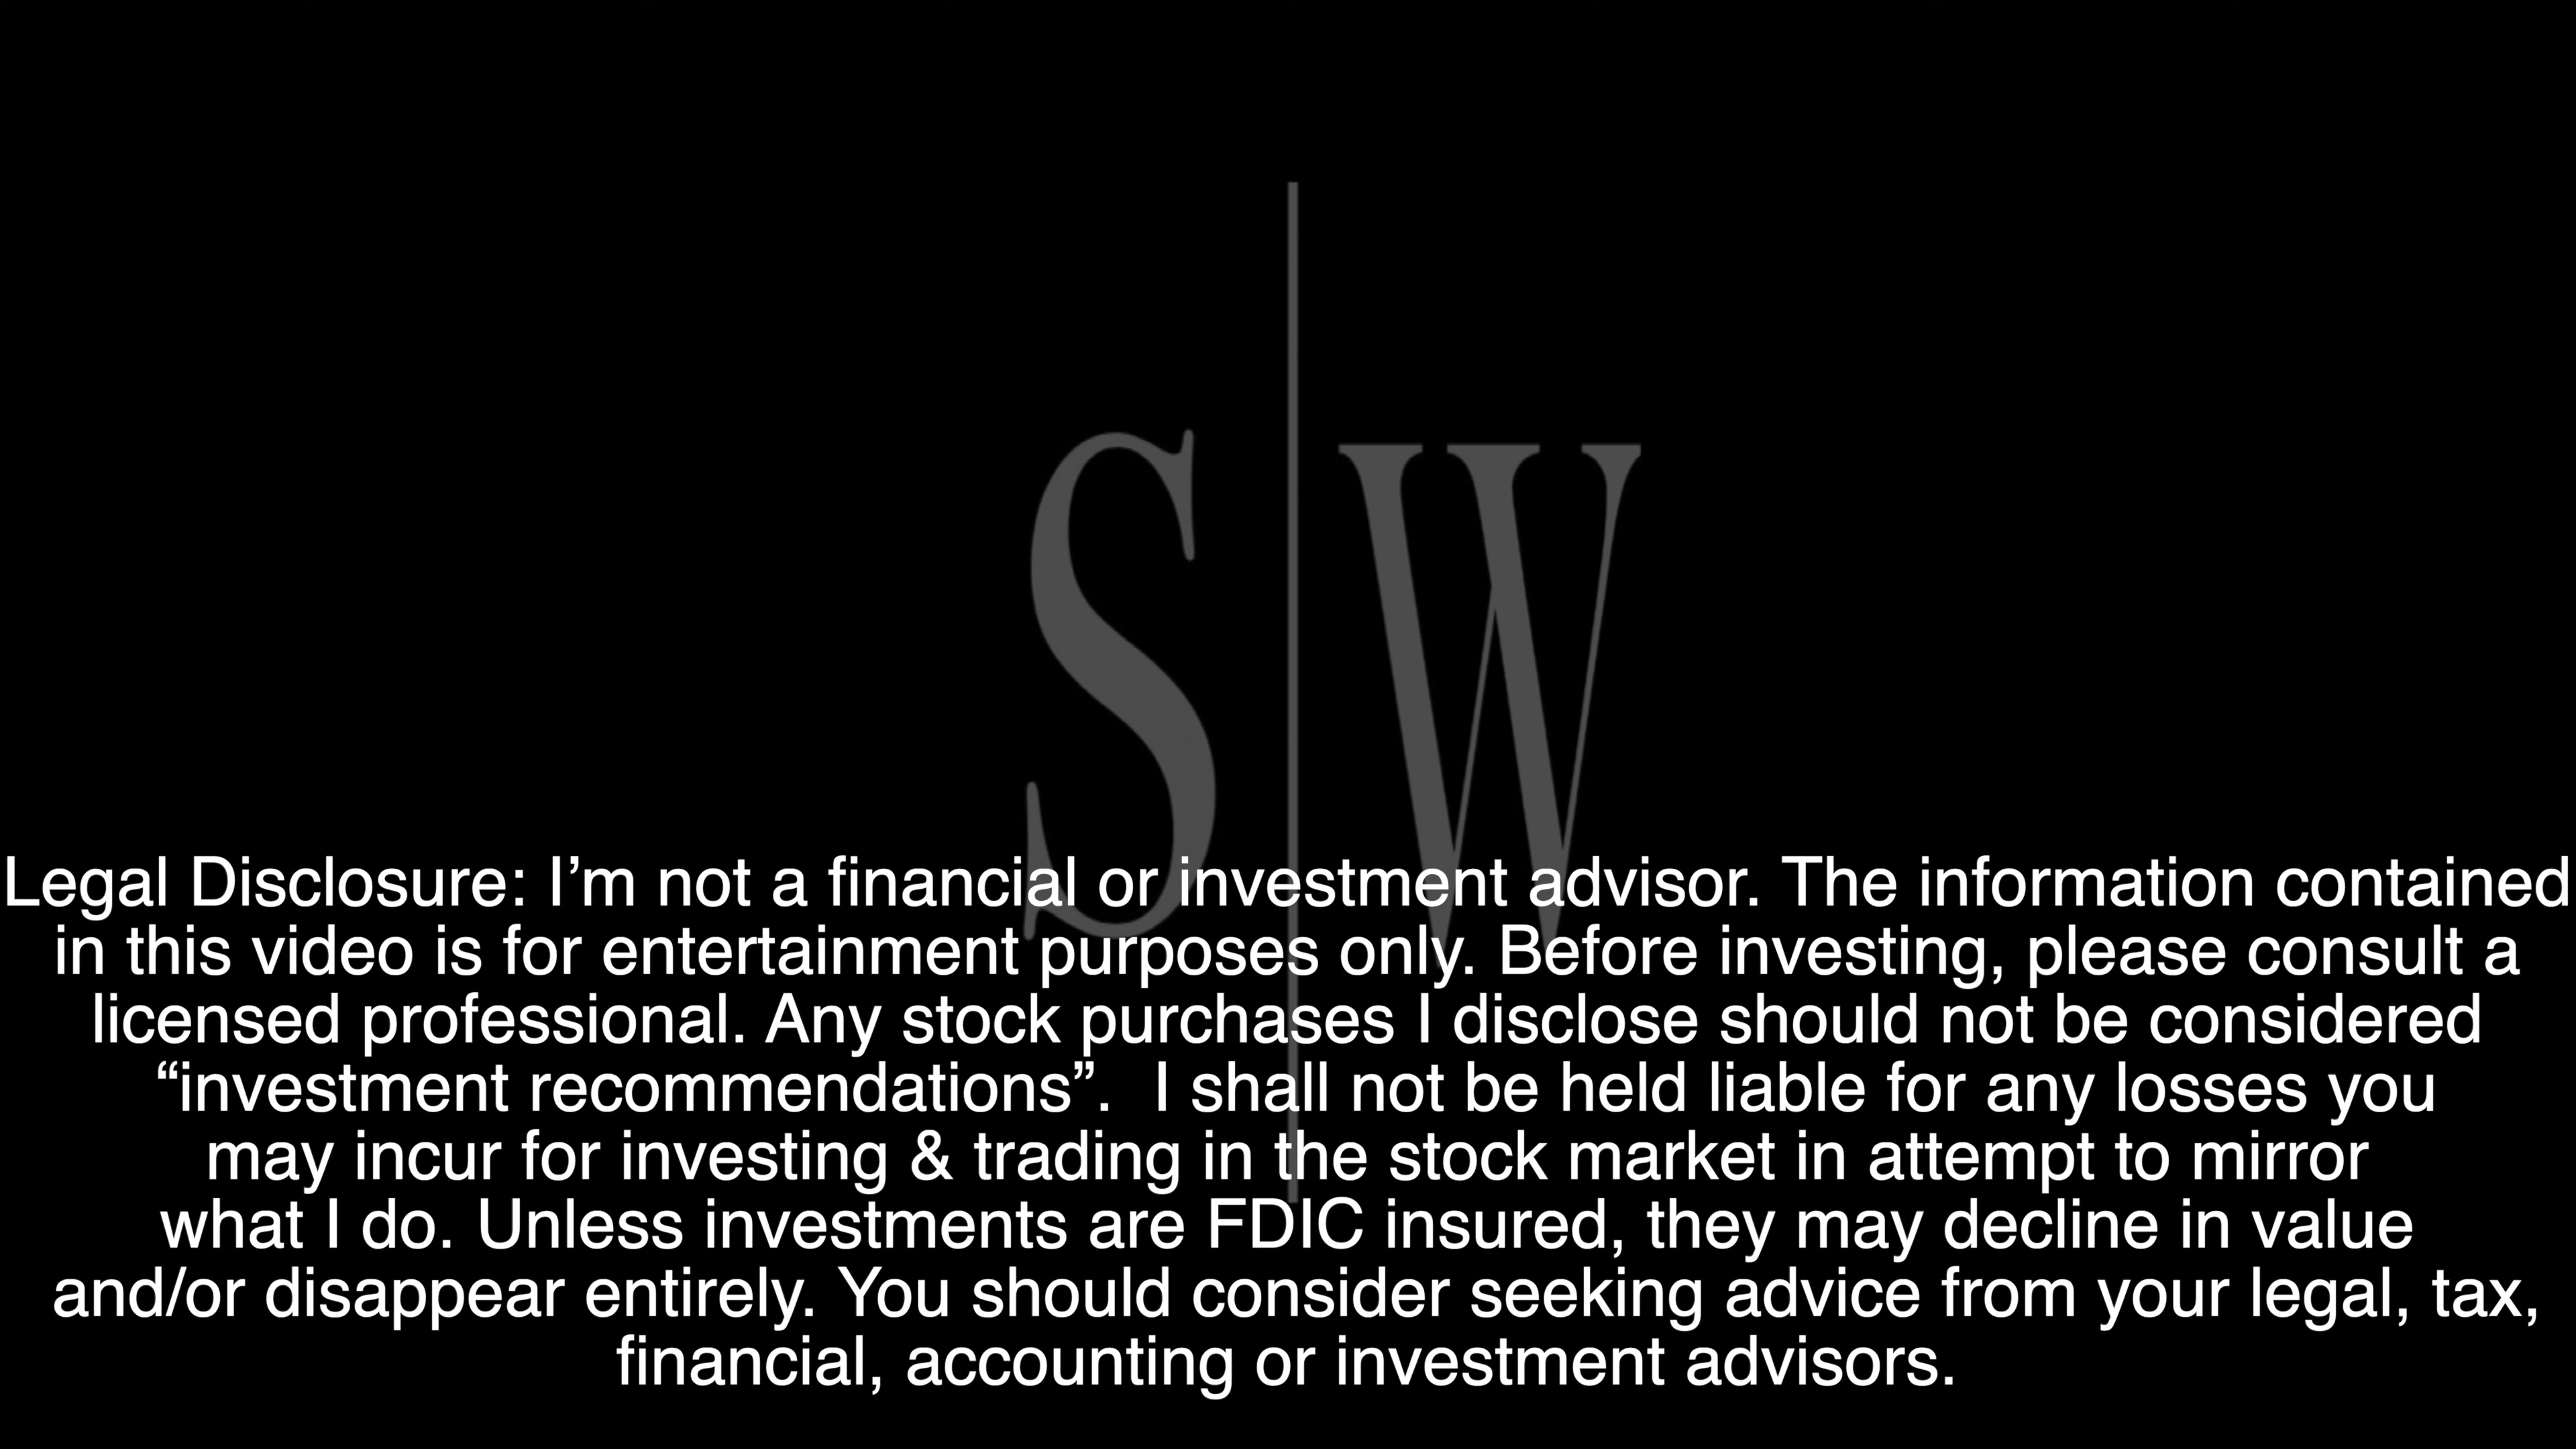 S|W
Legal Disclosure: I’m not a financial or investment advisor. The information contained
in this video is for entertainment purposes only. Before investing, please consult a
licensed professional. Any stock purchases I disclose should not be considered
“investment recommendations”.  I shall not be held liable for any losses you
may incur for investing & trading in the stock market in attempt to mirror
what I do. Unless investments are FDIC insured, they may decline in value
and/or disappear entirely. You should consider seeking advice from your legal, tax,
financial, accounting or investment advisors.